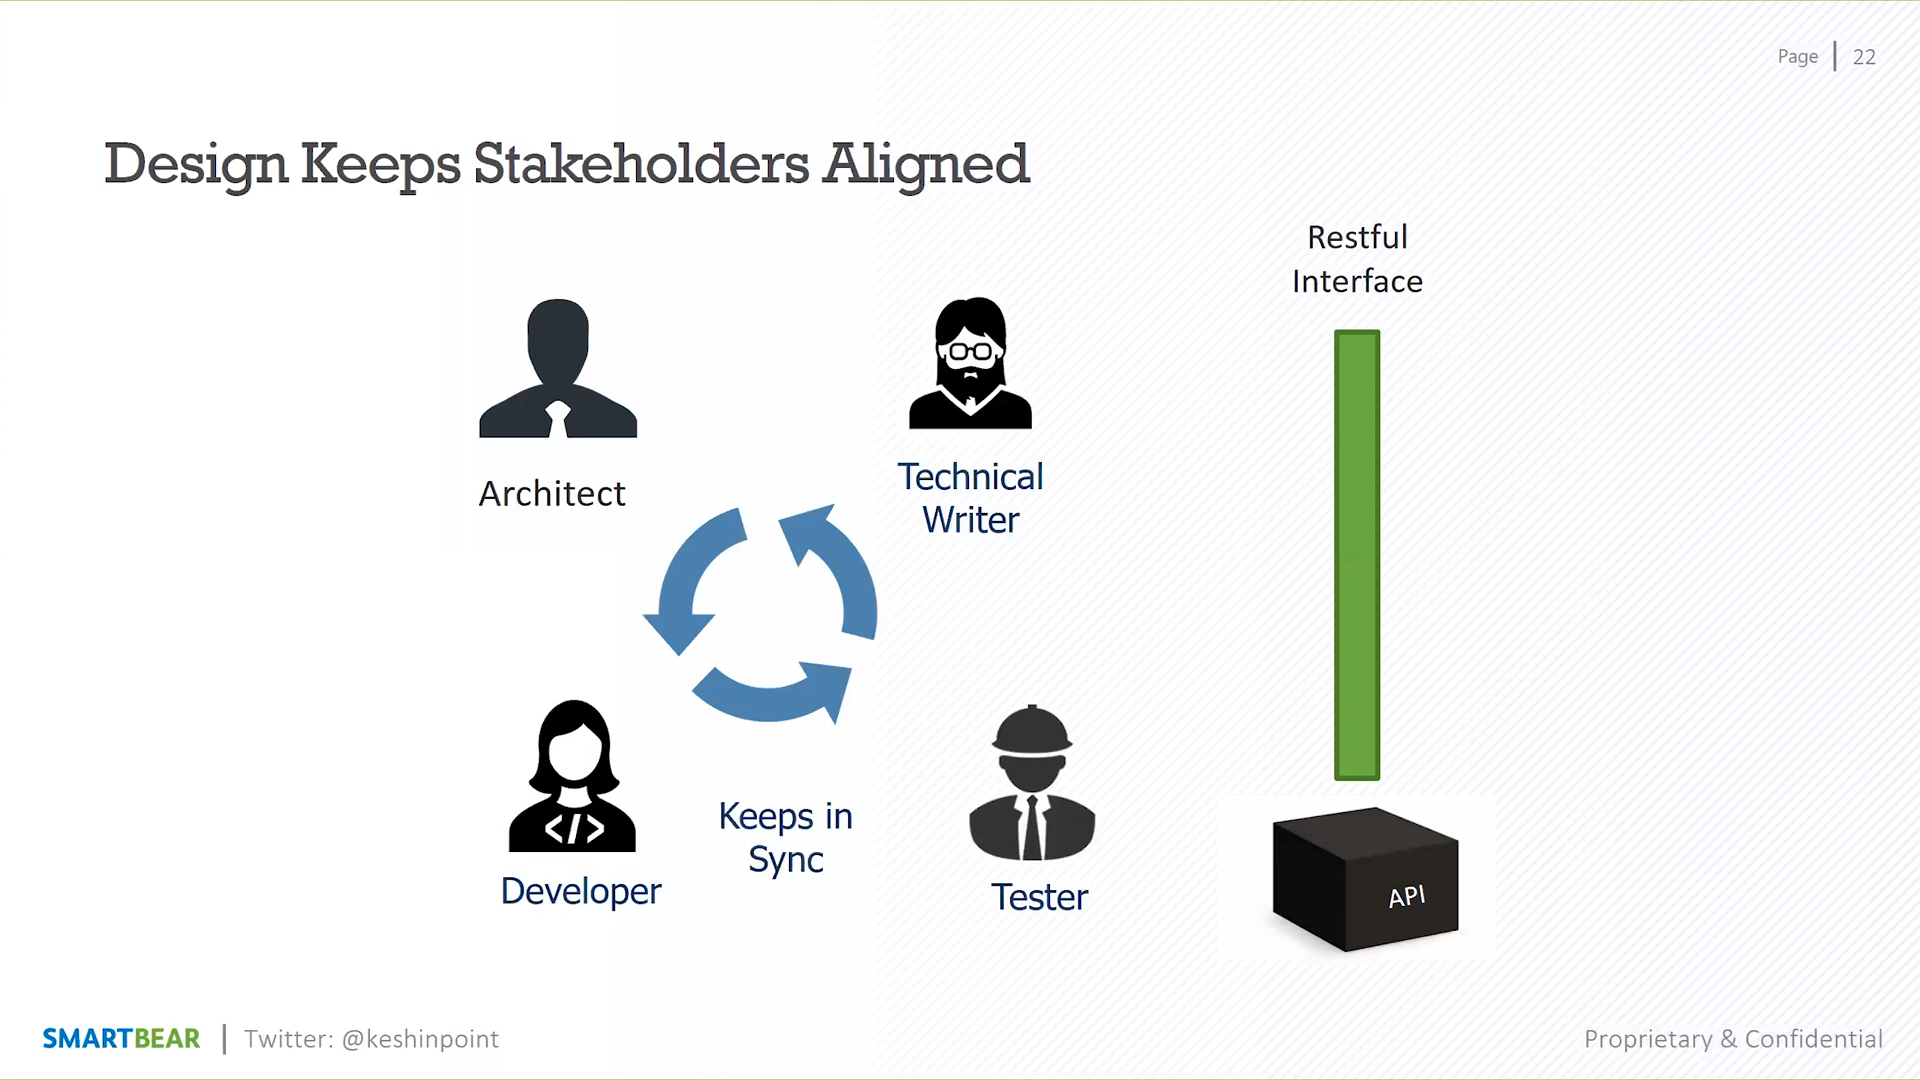 Page | 22
Design Keeps Stakeholders Aligned
Restful
Interface
Architect
Technical
Writer
</>
Developer
Keeps in
Sync
Tester
API
SMARTBEAR | Twitter: @keshinpoint
Proprietary & Confidential